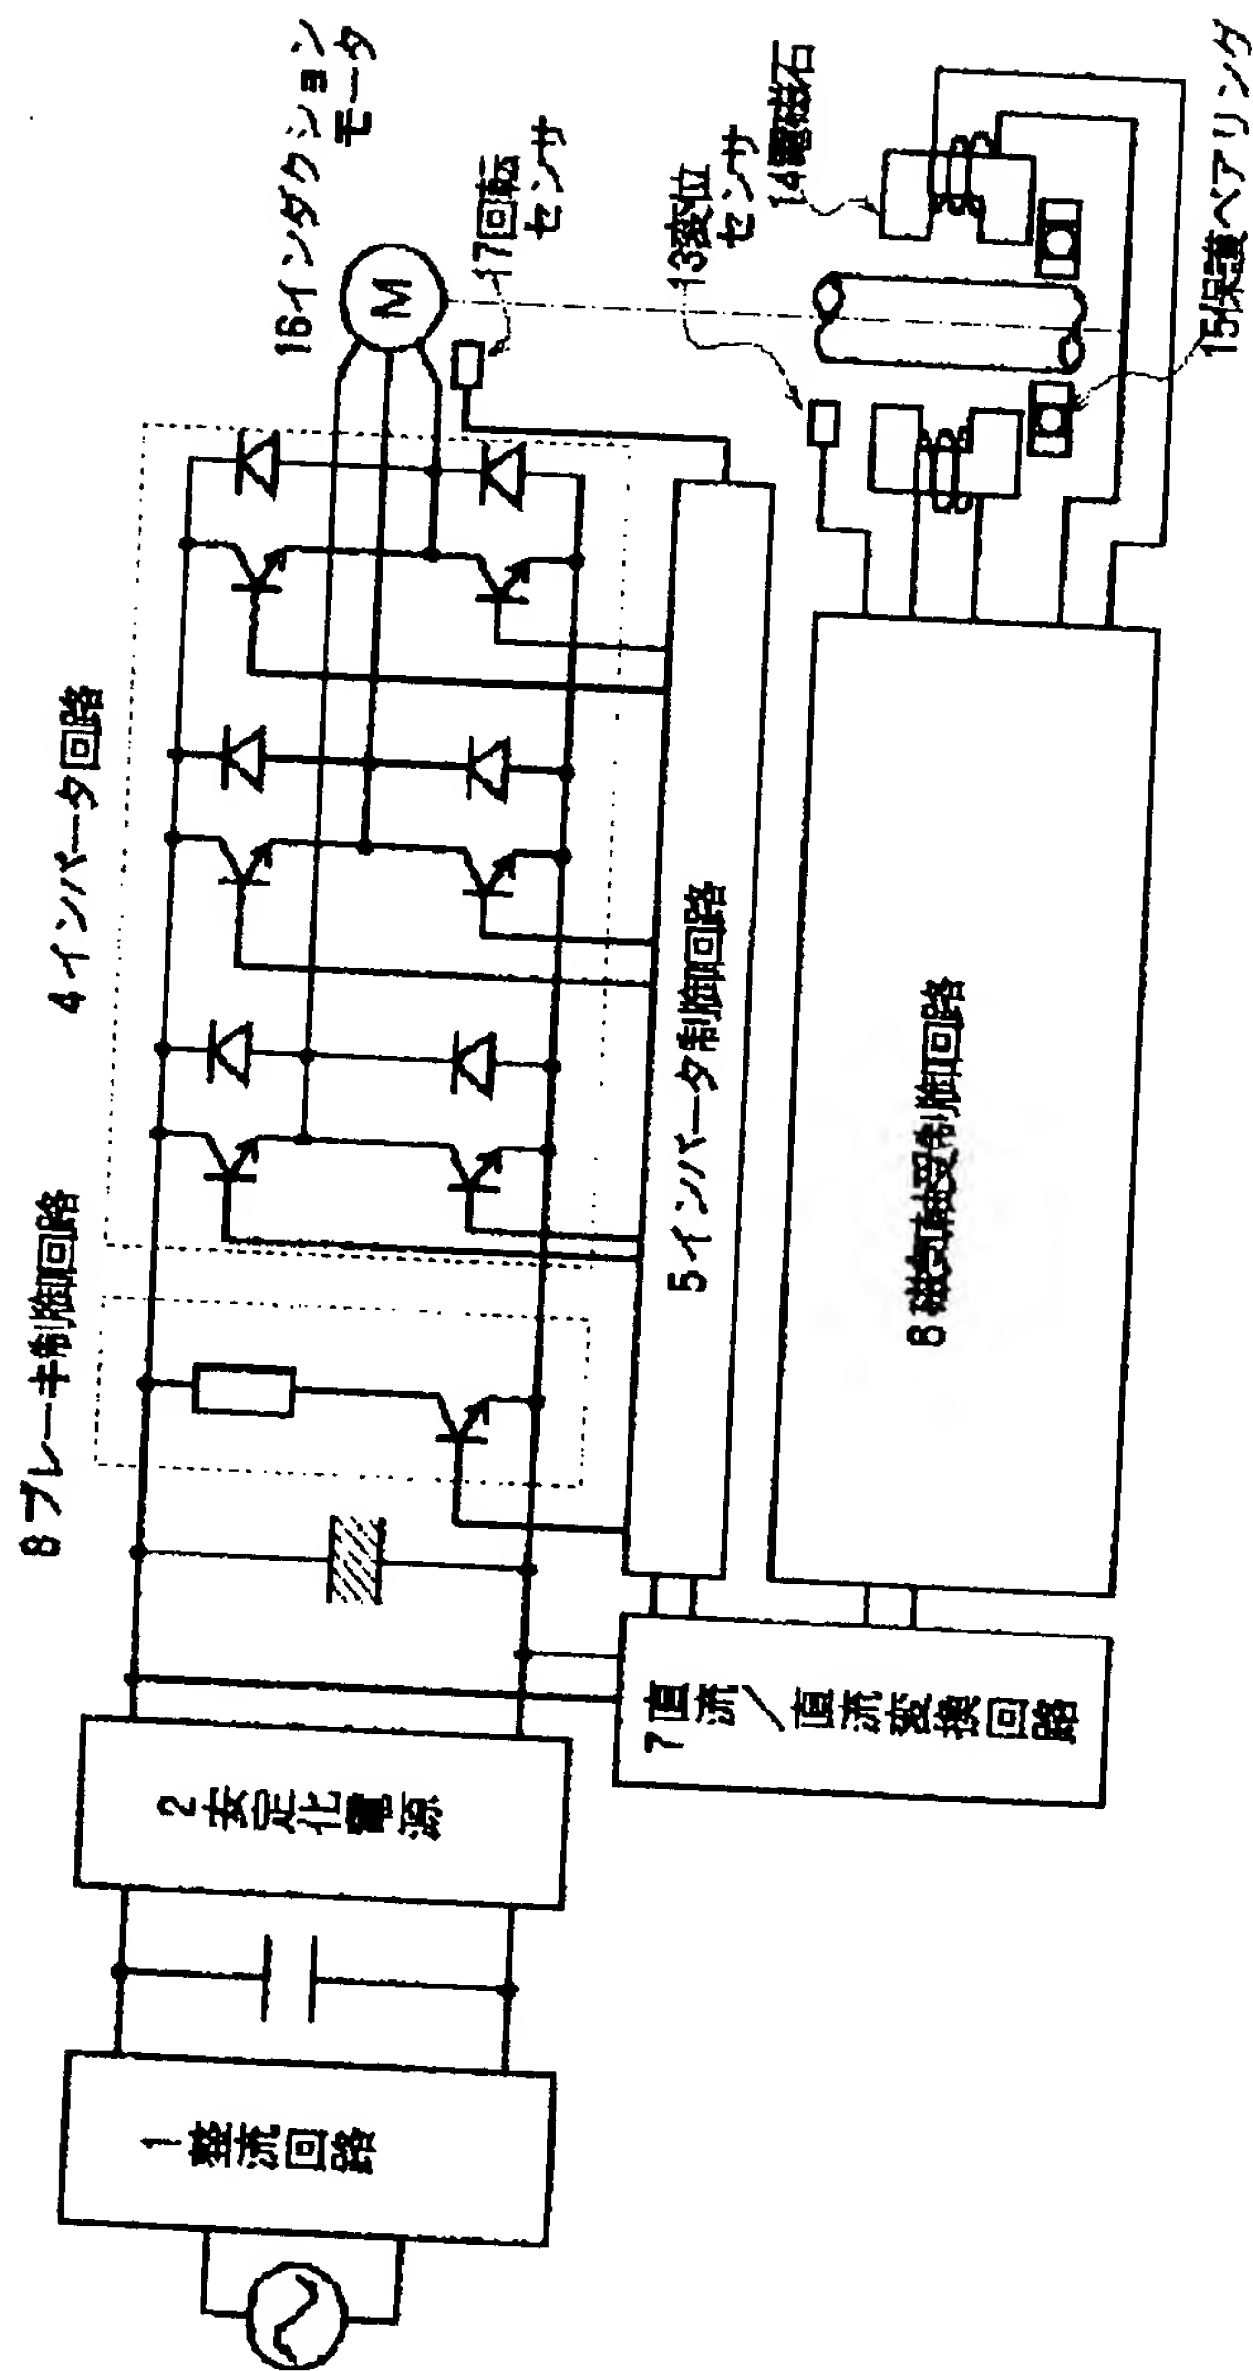 1整流回路
2安定化電源
7直流/直流変換回路
8ブレーキ制御回路
4インバータ回路
5インバータ制御回路
8磁気軸受制御回路
16インダクション
モータ
M
17回転
センサ
13変位
センサ
14電磁石
15保護ベアリング